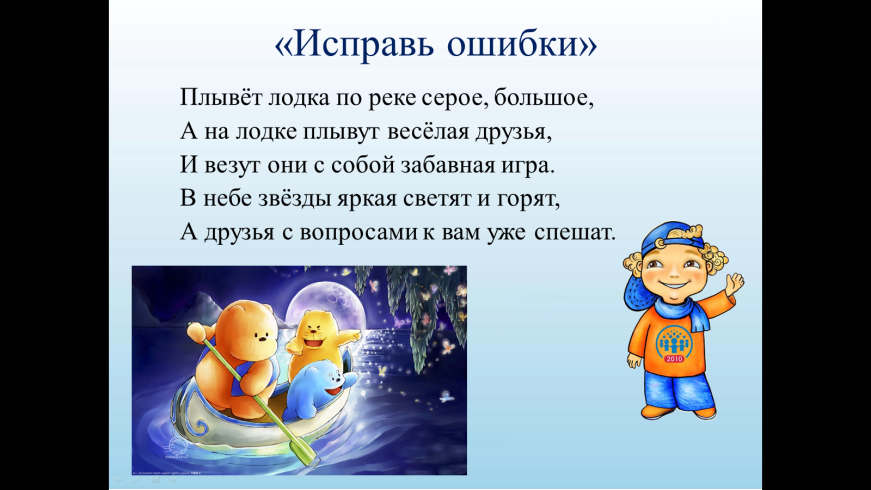 «Исправь ошибки»
Плывёт лодка по реке серое, большое,
А на лодке плывут весёлая друзья,
И везут они с собой забавная игра.
В небе звёзды яркая светят и горят,
А друзья с вопросами к вам уже спешат.
2010